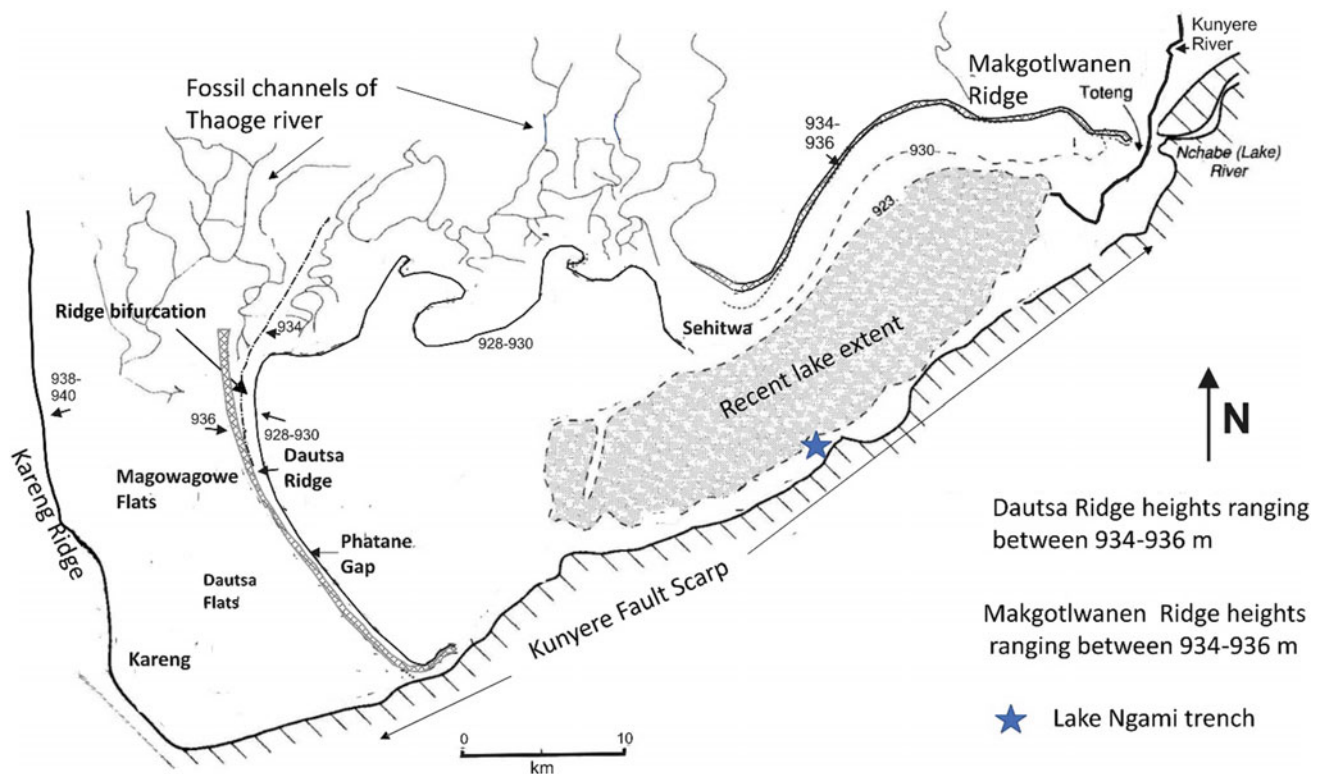 Kunyere
River
Makgotlwanen
Ridge
Toteng
Nchabe (Lake)
River
Fossil channels of
Thaoge river
934-
936
930
923
Ridge bifurcation
934
928-930
Sehitwa
Recent lake extent
938-
940
936
928-930
Dautsa
Ridge
Magowagowe
Flats
Kareng Ridge
Phatane
Gap
Dautsa
Flats
Kareng
Kunyere Fault Scarp
N
Dautsa Ridge heights ranging
between 934-936 m
Makgotlwanen Ridge heights
ranging between 934-936 m
Lake Ngami trench
0 10
km